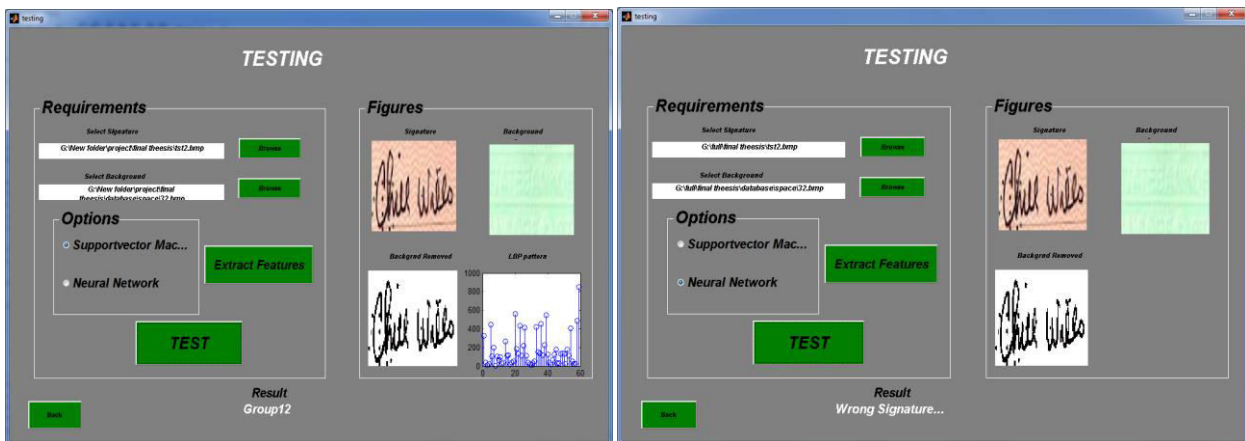 testing
TESTING
Requirements
Select Signature
G:\New folder\project\final theesis\tst2.bmp
Browse
Select Background
G:\New folder\project\final
theesis\database\space\32.bmp
Browse
Options
Supportvector Mac...
Neural Network
Extract Features
TEST
Back
Figures
Signature
Background
Backgrnd Removed
LBP pattern
1000
800
600
400
200
0
0 20 40 60
Result
Group12
testing
TESTING
Requirements
Select Signature
G:\full\final theesis\tst2.bmp
Browse
Select Background
G:\full\final theesis\database\space\32.bmp
Browse
Options
Supportvector Mac...
Neural Network
Extract Features
TEST
Back
Figures
Signature
Background
Backgrnd Removed
Result
Wrong Signature...